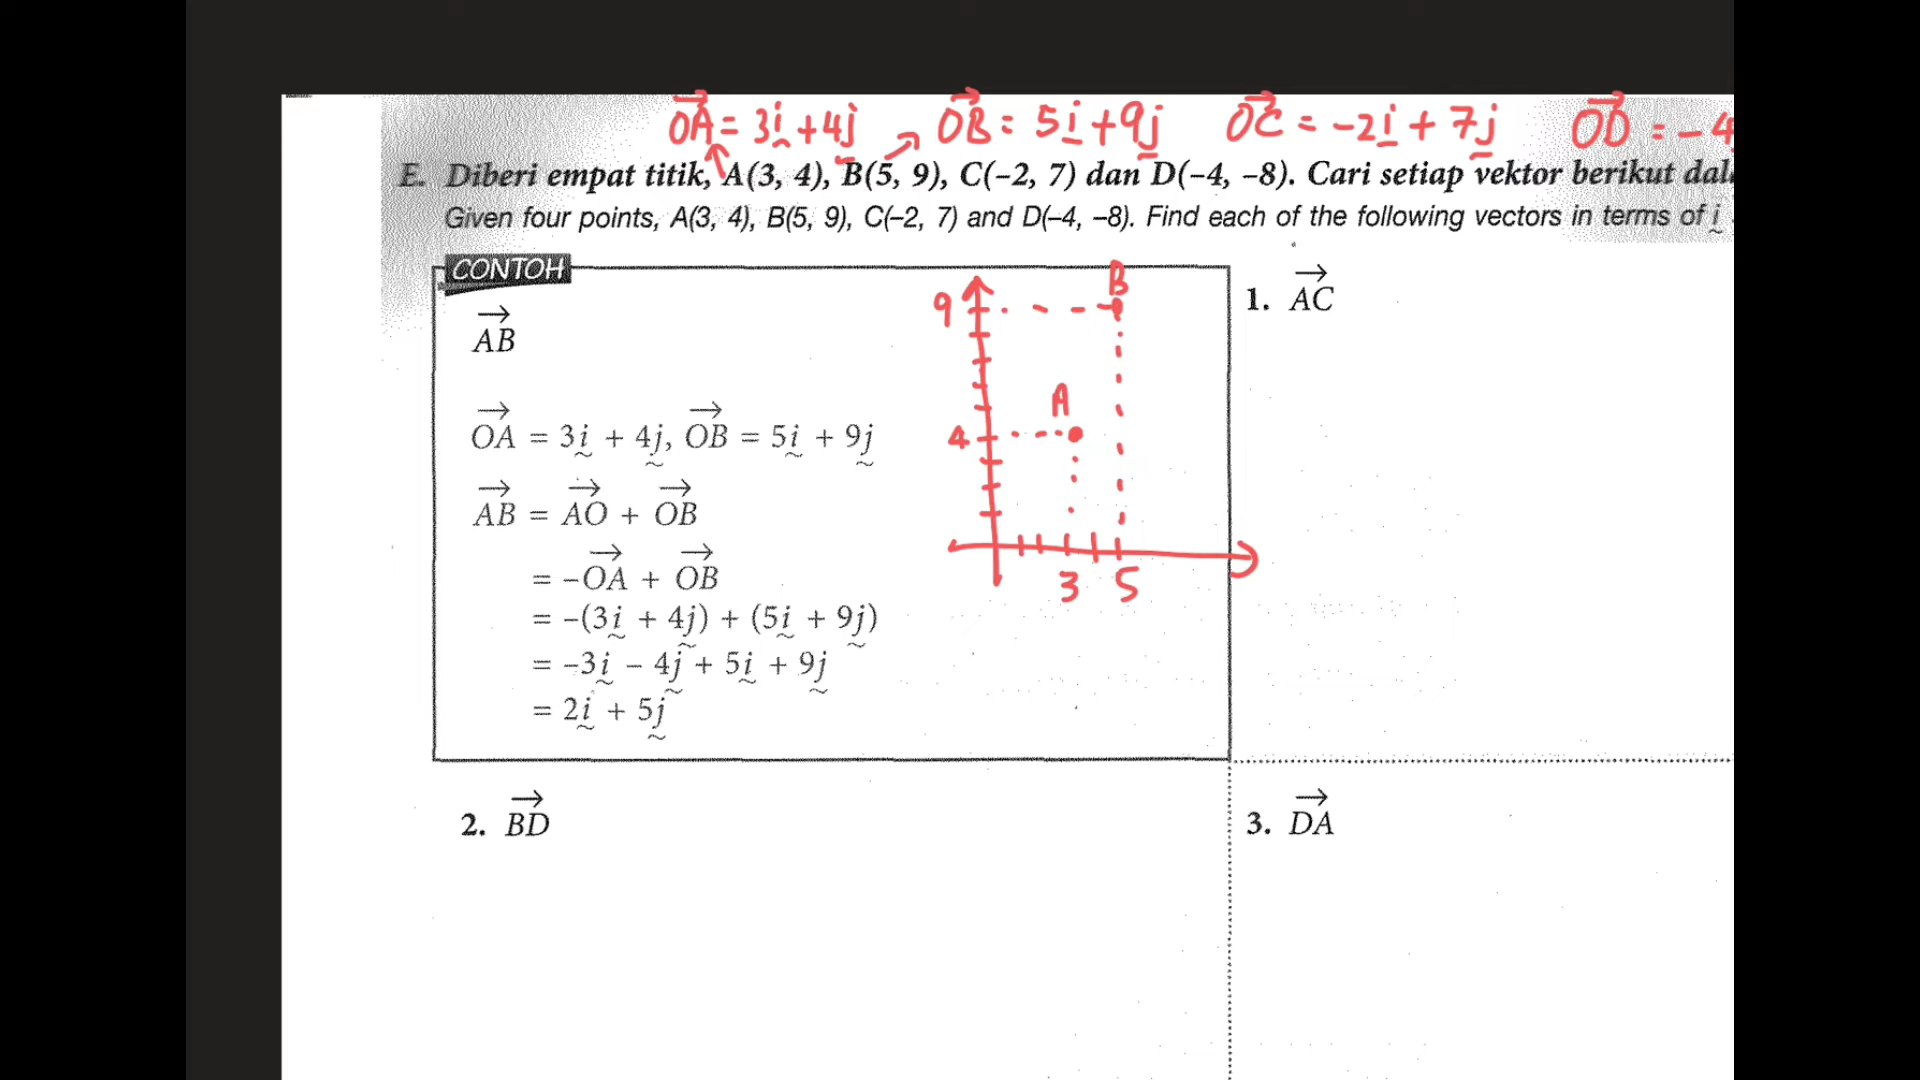 OA = 3i + 4j OB = 5i + 9j OC = -2i + 7j OD = -4
E. Diberi empat titik, A(3, 4), B(5, 9), C(–2, 7) dan D(–4, –8). Cari setiap vektor berikut
Given four points, A(3, 4), B(5, 9), C(–2, 7) and D(–4, –8). Find each of the following vectors in terms of i
CONTOH
AB
OA = 3i + 4j, OB = 5i + 9j
AB = AO + OB
= –OA + OB
= –(3i + 4j) + (5i + 9j)
= –3i – 4j + 5i + 9j
= 2i + 5j
B
9
A
4
3 5
1. AC
2. BD
3. DA